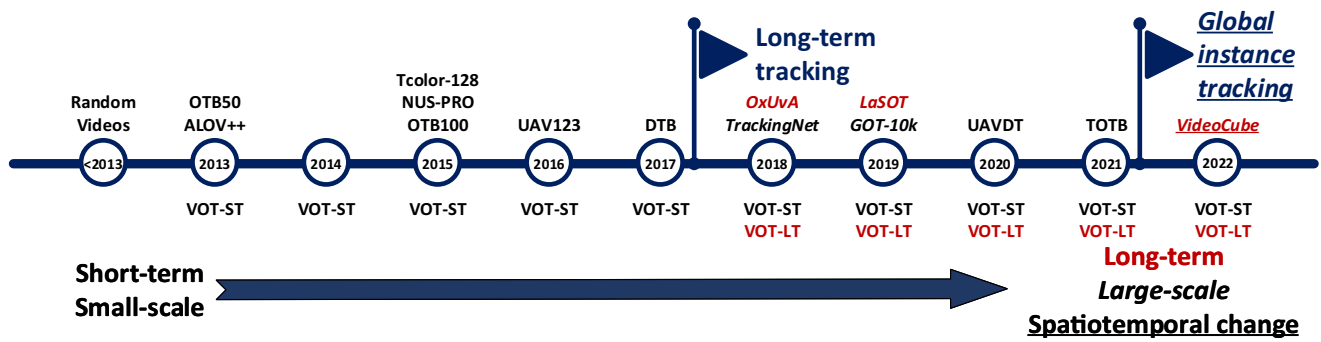 Long-term
tracking
Global
instance
tracking
Random
Videos
OTB50
ALOV++
Tcolor-128
NUS-PRO
OTB100
UAV123
DTB
OxUvA
TrackingNet
LaSOT
GOT-10k
UAVDT
TOTB
VideoCube
<2013
2013
2014
2015
2016
2017
2018
2019
2020
2021
2022
VOT-ST
VOT-ST
VOT-ST
VOT-ST
VOT-ST
VOT-ST
VOT-LT
VOT-ST
VOT-LT
VOT-ST
VOT-LT
VOT-ST
VOT-LT
VOT-ST
VOT-LT
Short-term
Small-scale
Long-term
Large-scale
Spatiotemporal change